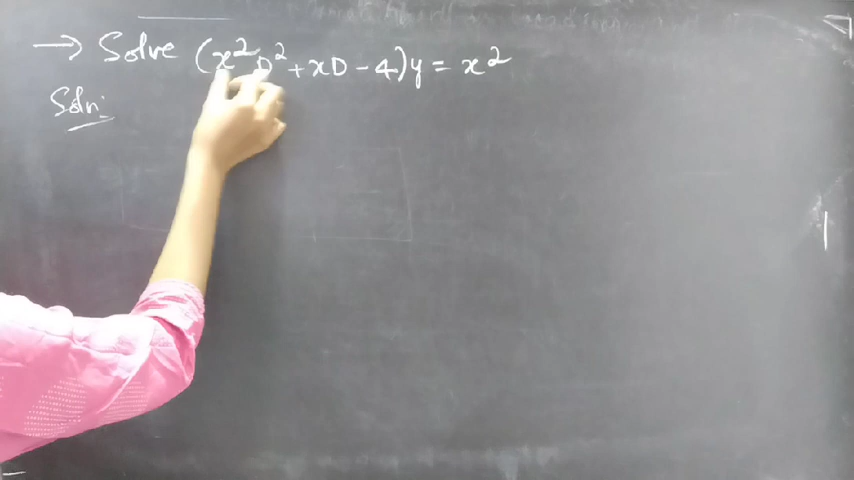 → Solve (x²D² + xD - 4)y = x²
Soln: